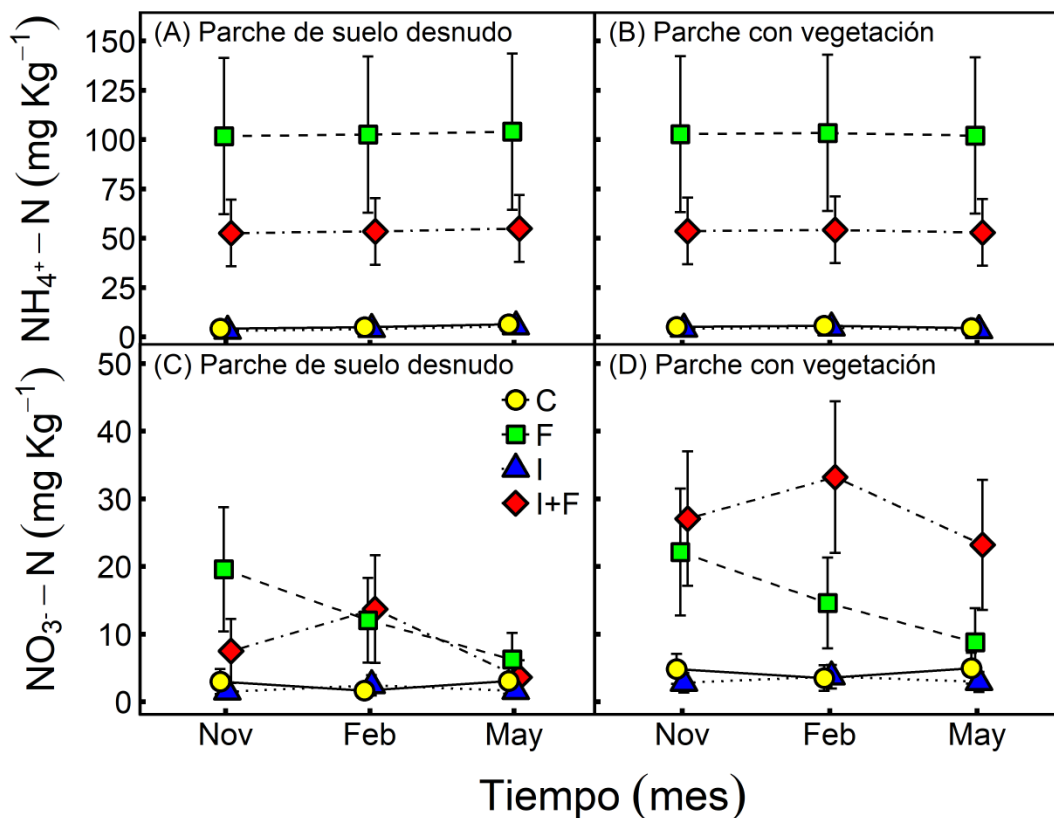 (A) Parche de suelo desnudo
(B) Parche con vegetación
NH₄⁺−N (mg Kg⁻¹)
150
125
100
75
50
25
0
(C) Parche de suelo desnudo
(D) Parche con vegetación
NO₃⁻−N (mg Kg⁻¹)
50
40
30
20
10
0
C
F
I
I+F
Nov Feb May
Nov Feb May
Tiempo (mes)